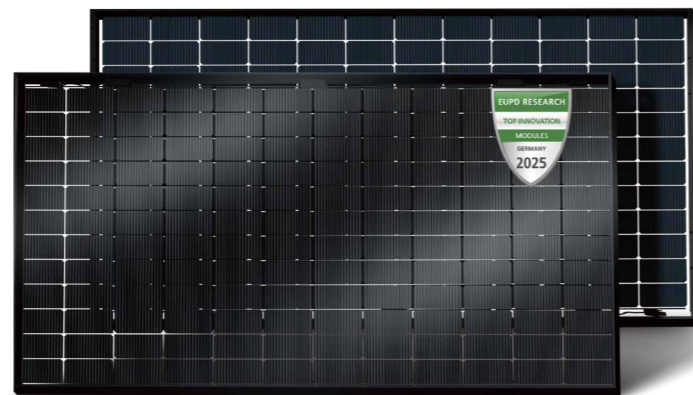 EUPD RESEARCH
TOP INNOVATION
MODULES
GERMANY
2025